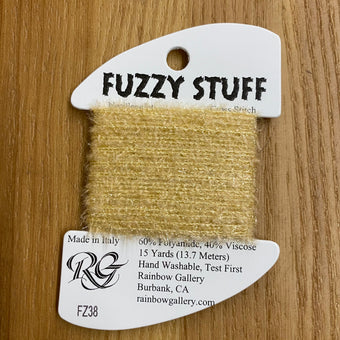 FUZZY STUFF
Cross Stitch
Made in Italy
60% Polyamide, 40% Viscose
15 Yards (13.7 Meters)
Hand Washable, Test First
RG
Rainbow Gallery
Burbank, CA
FZ38
rainbowgallery.com